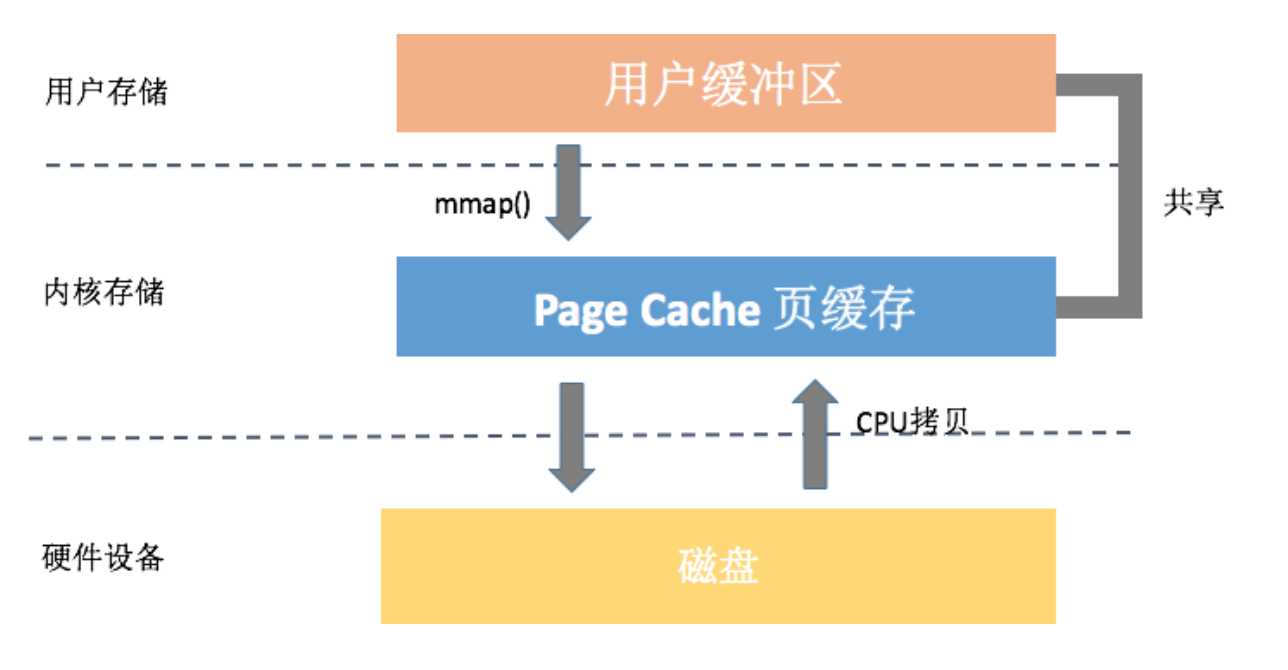 用户缓冲区
用户存储
mmap()
共享
内核存储
Page Cache 页缓存
CPU拷贝
硬件设备
磁盘